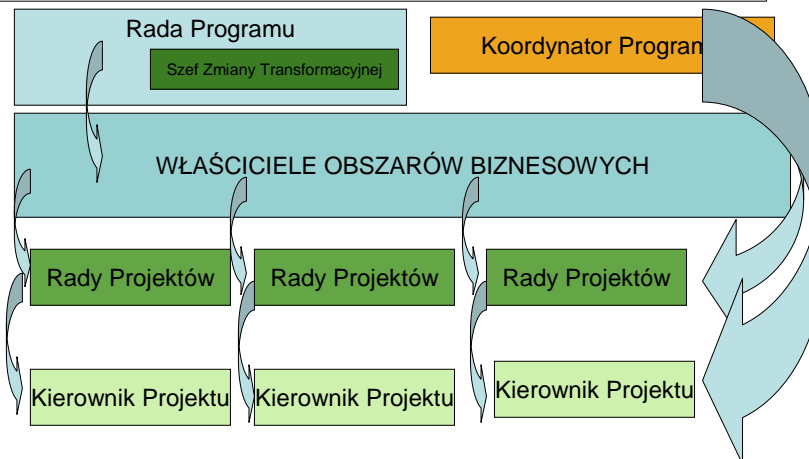 Rada Programu
Szef Zmiany Transformacyjnej
Koordynator Program
WŁAŚCICIELE OBSZARÓW BIZNESOWYCH
Rady Projektów
Rady Projektów
Rady Projektów
Kierownik Projektu
Kierownik Projektu
Kierownik Projektu